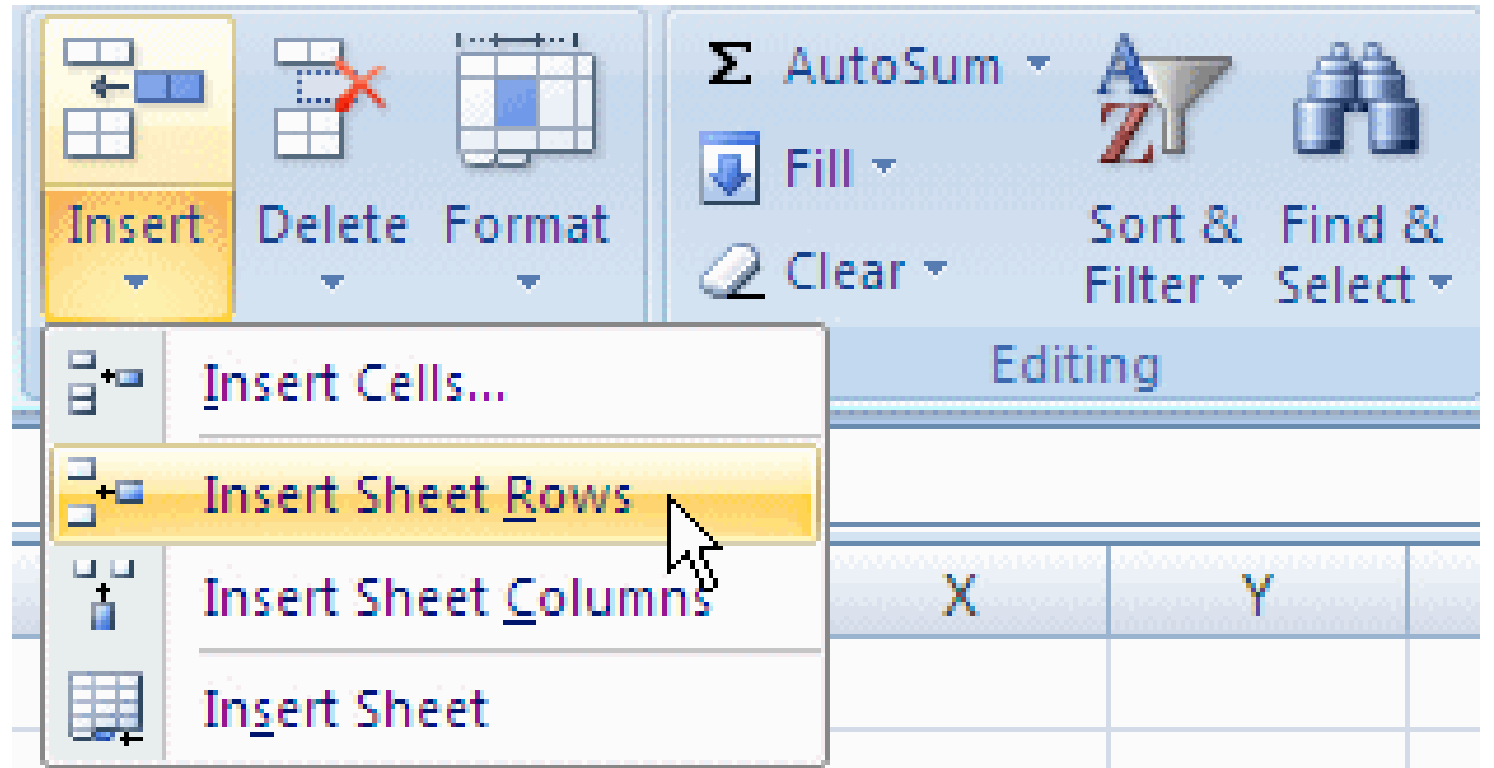 Σ AutoSum
Fill
Clear
Insert Delete Format
Sort & Filter
Find & Select
Editing
Insert Cells...
Insert Sheet Rows
Insert Sheet Columns
Insert Sheet
X Y